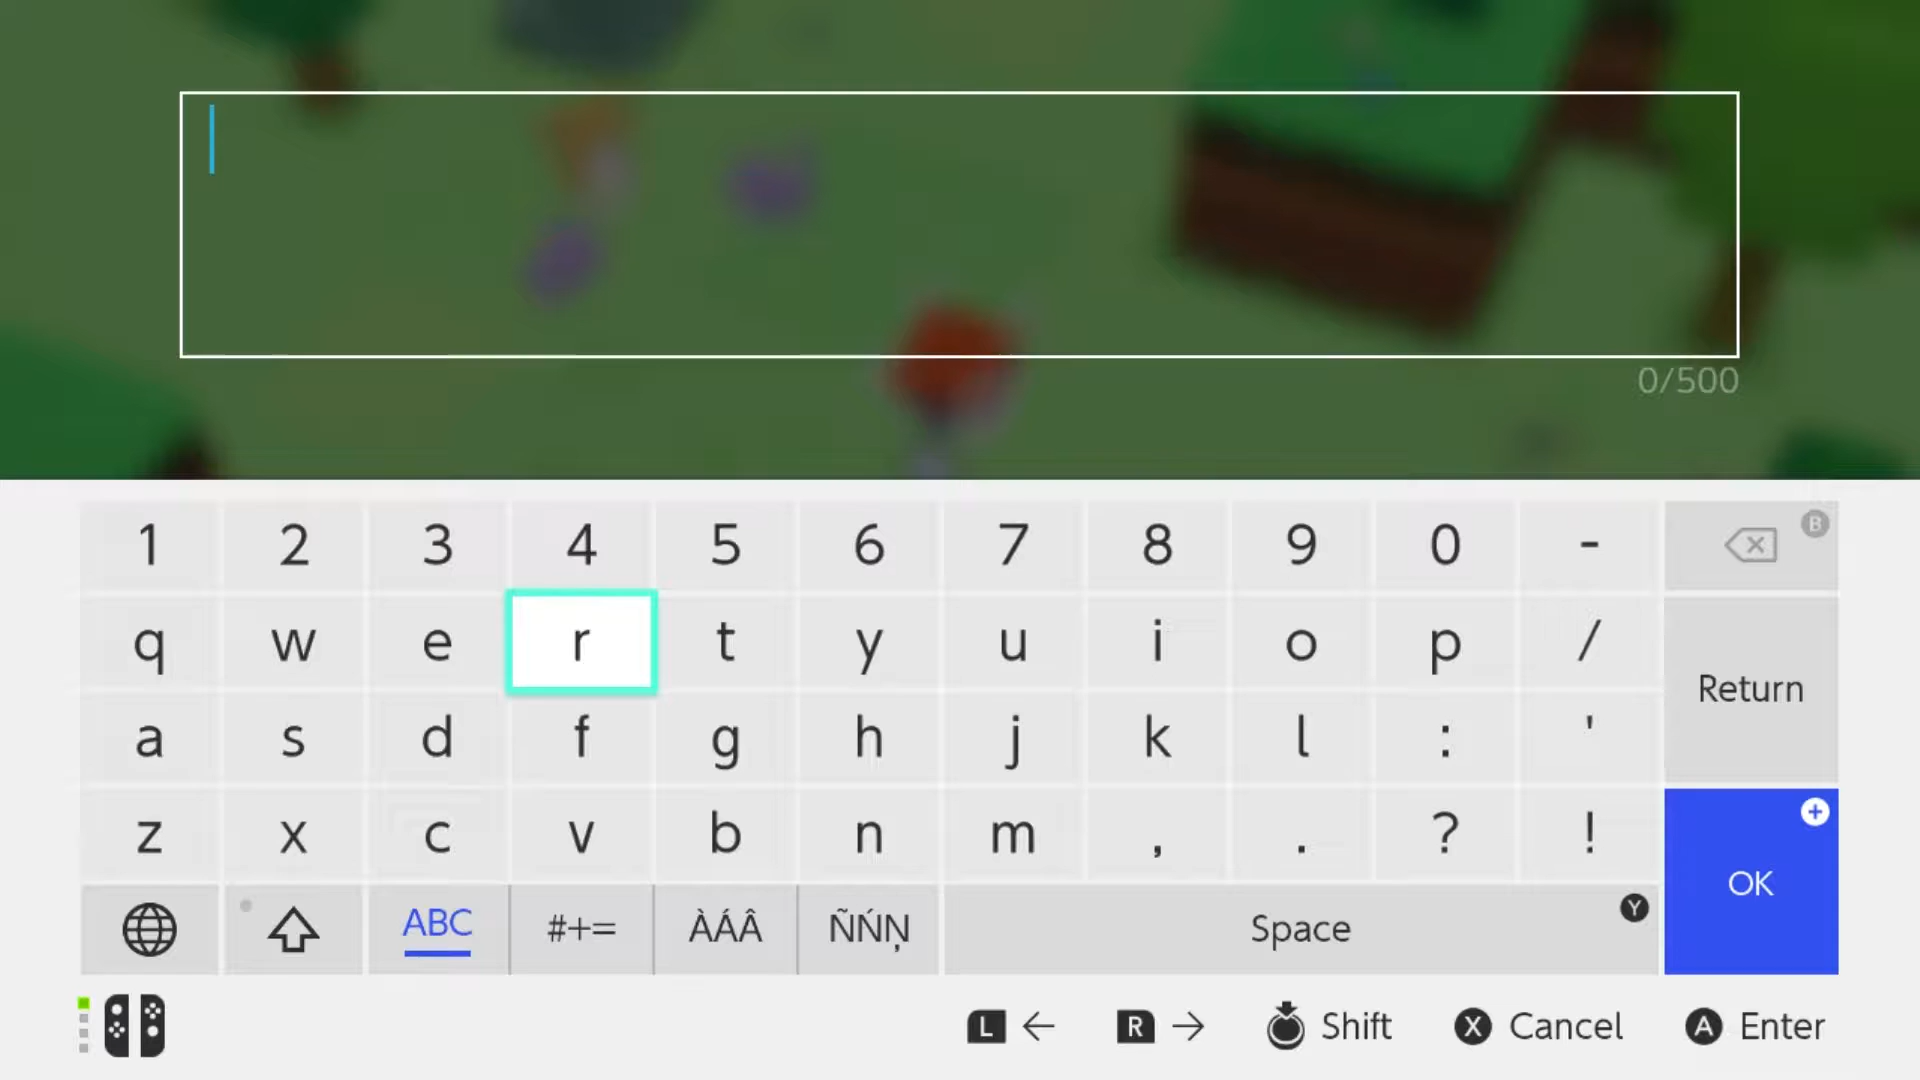 0/500
1 2 3 4 5 6 7 8 9 0 - B
q w e r t y u i o p / Return
a s d f g h j k l : '
z x c v b n m , . ? ! + OK
ABC #+= ÀÁÂ ÑŃŅ Space Y
L ← R → Shift X Cancel A Enter